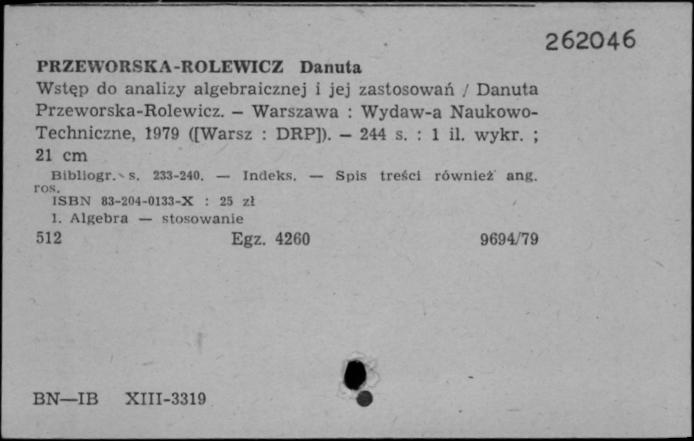 262046
PRZEWORSKA-ROLEWICZ Danuta
Wstęp do analizy algebraicznej i jej zastosowań / Danuta
Przeworska-Rolewicz. — Warszawa : Wydaw-a Naukowo-
Techniczne, 1979 ([Warsz : DRP]). — 244 s. : 1 il. wykr. ;
21 cm
Bibliogr. s. 233-240. — Indeks. — Spis treści również ang.
ros.
ISBN 83-204-0133-X : 25 zł
1. Algebra — stosowanie
512 Egz. 4260 9694/79
BN—IB XIII-3319